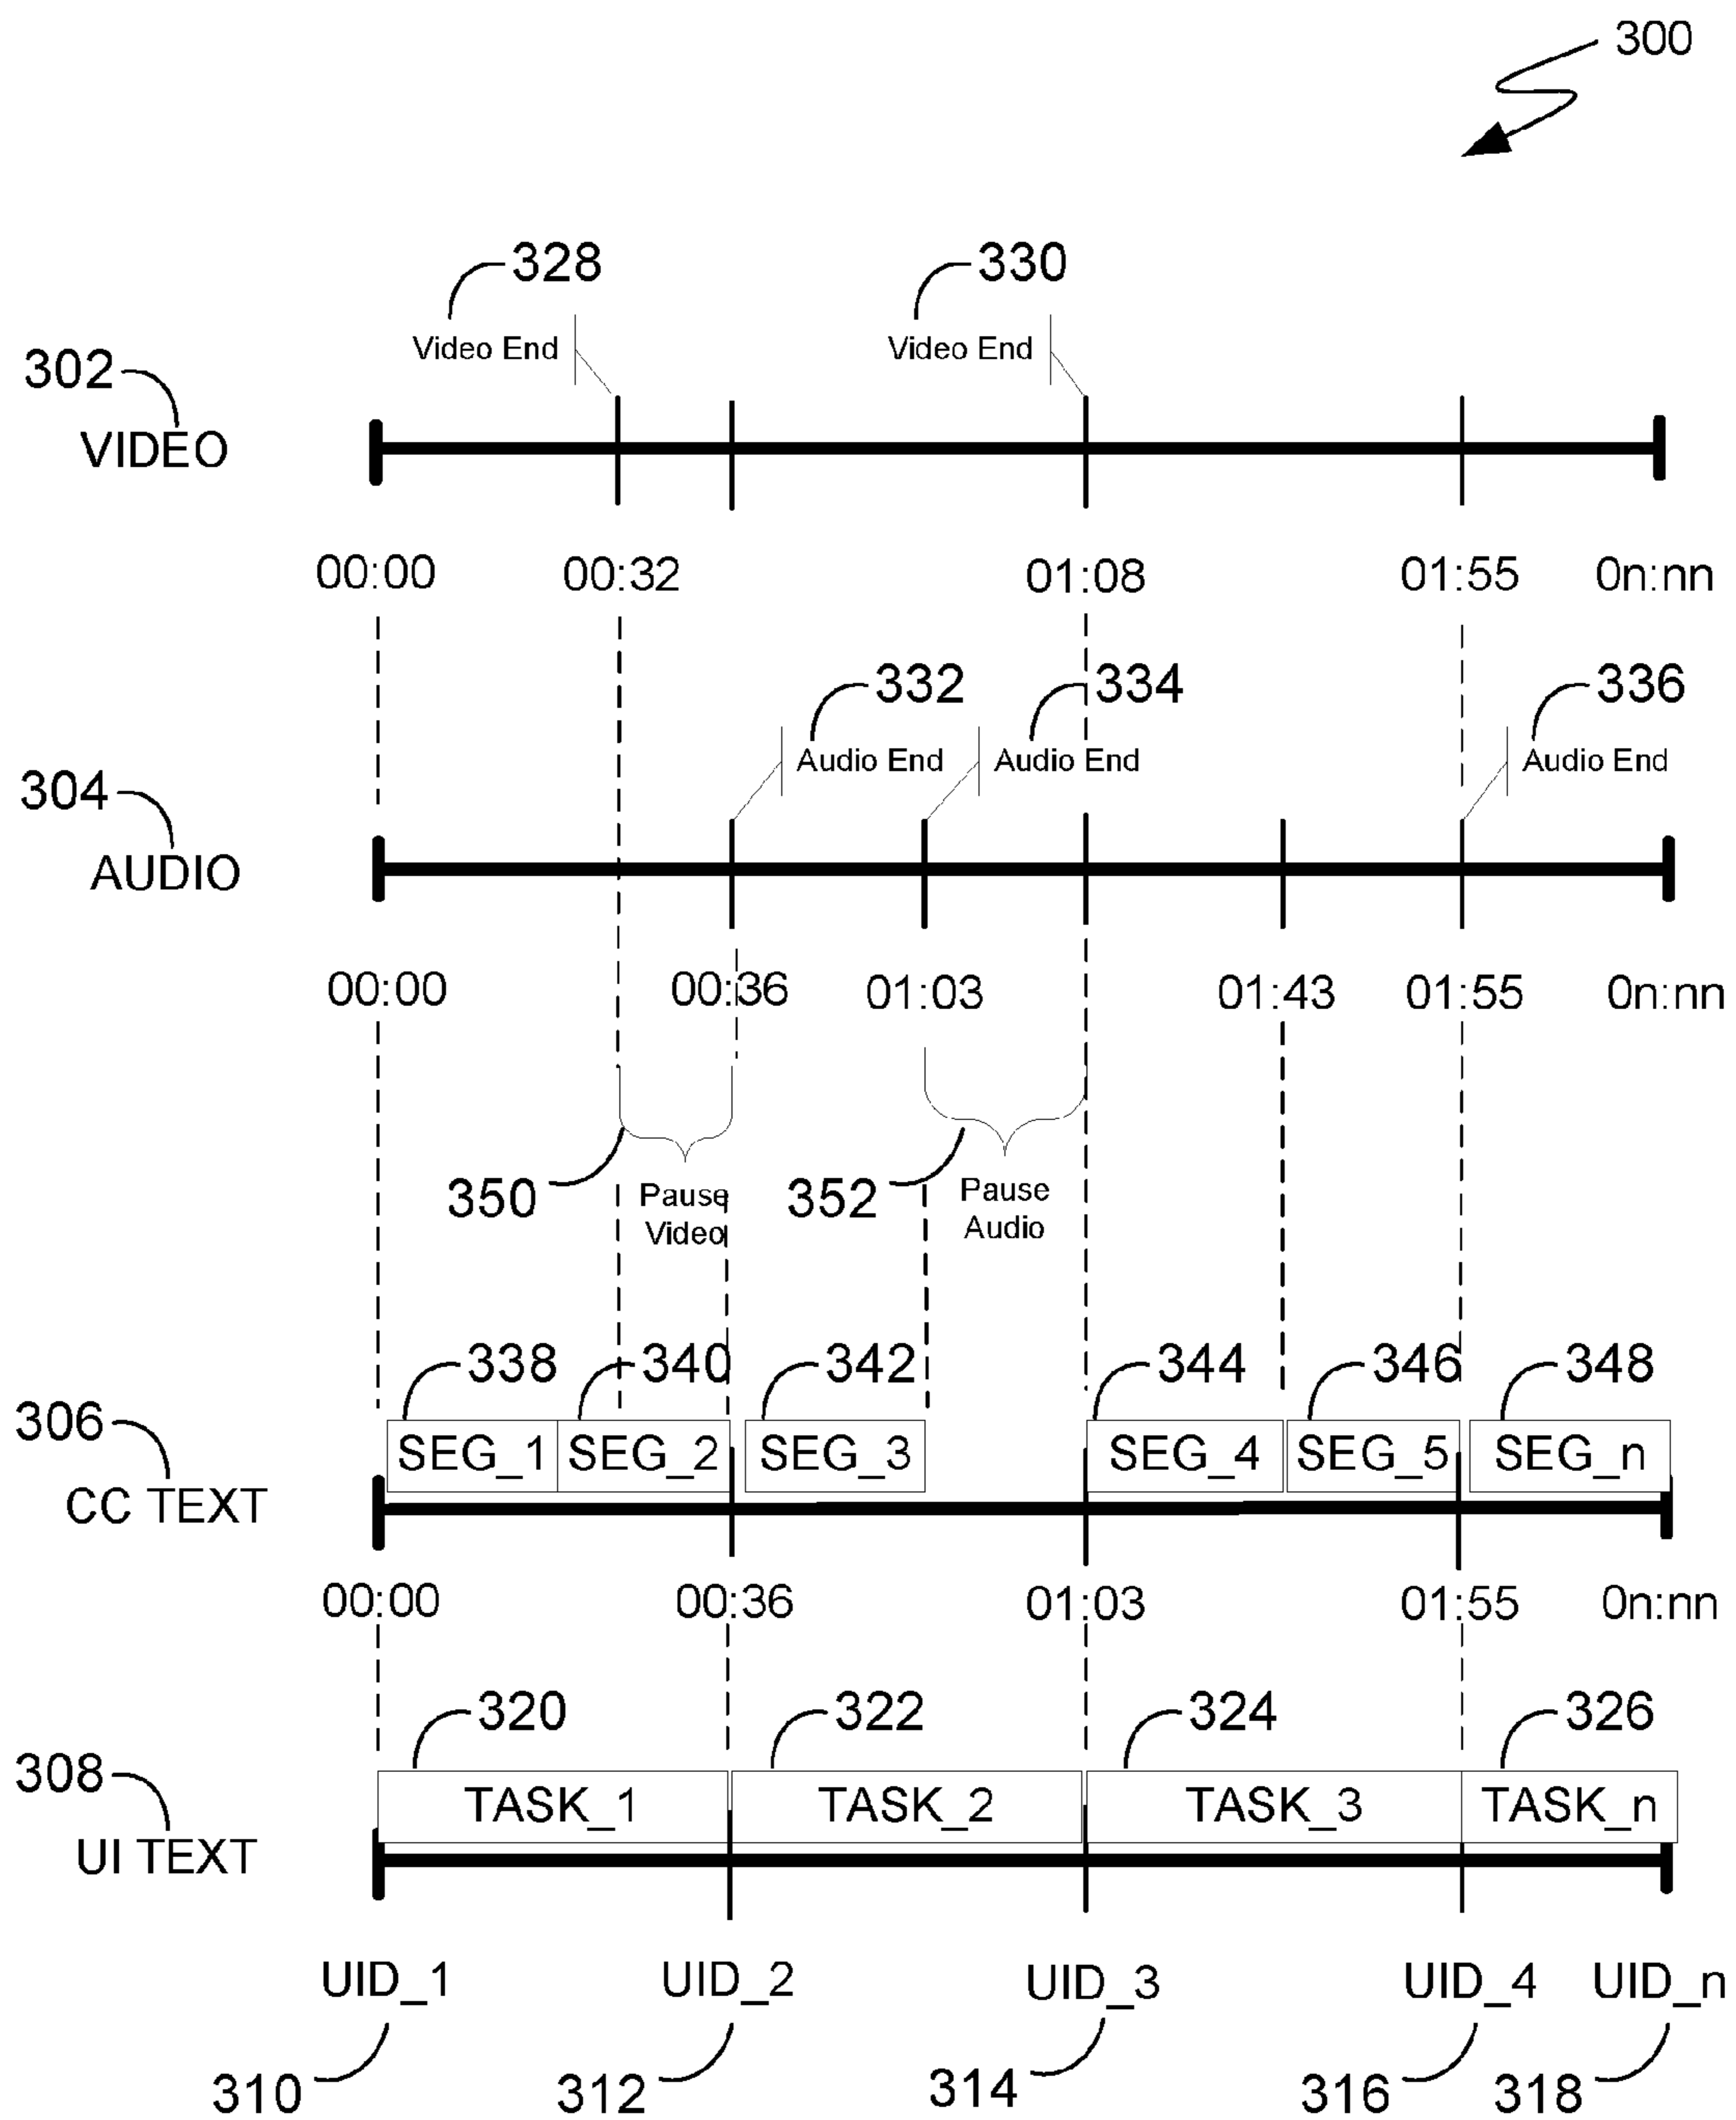 300
328
330
Video End
Video End
302
VIDEO
00:00 00:32 01:08 01:55 0n:nn
332 334 336
Audio End Audio End Audio End
304
AUDIO
00:00 00:36 01:03 01:43 01:55 0n:nn
350 Pause Video
352 Pause Audio
338 340 342 344 346 348
306
SEG_1 SEG_2 SEG_3 SEG_4 SEG_5 SEG_n
CC TEXT
00:00 00:36 01:03 01:55 0n:nn
320 322 324 326
308
TASK_1 TASK_2 TASK_3 TASK_n
UI TEXT
UID_1 UID_2 UID_3 UID_4 UID_n
310 312 314 316 318